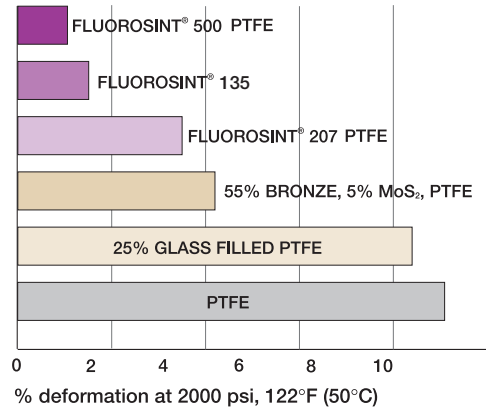 FLUOROSINT® 500 PTFE
FLUOROSINT® 135
FLUOROSINT® 207 PTFE
55% BRONZE, 5% MoS₂, PTFE
25% GLASS FILLED PTFE
PTFE
0 2 4 6 8 10
% deformation at 2000 psi, 122°F (50°C)